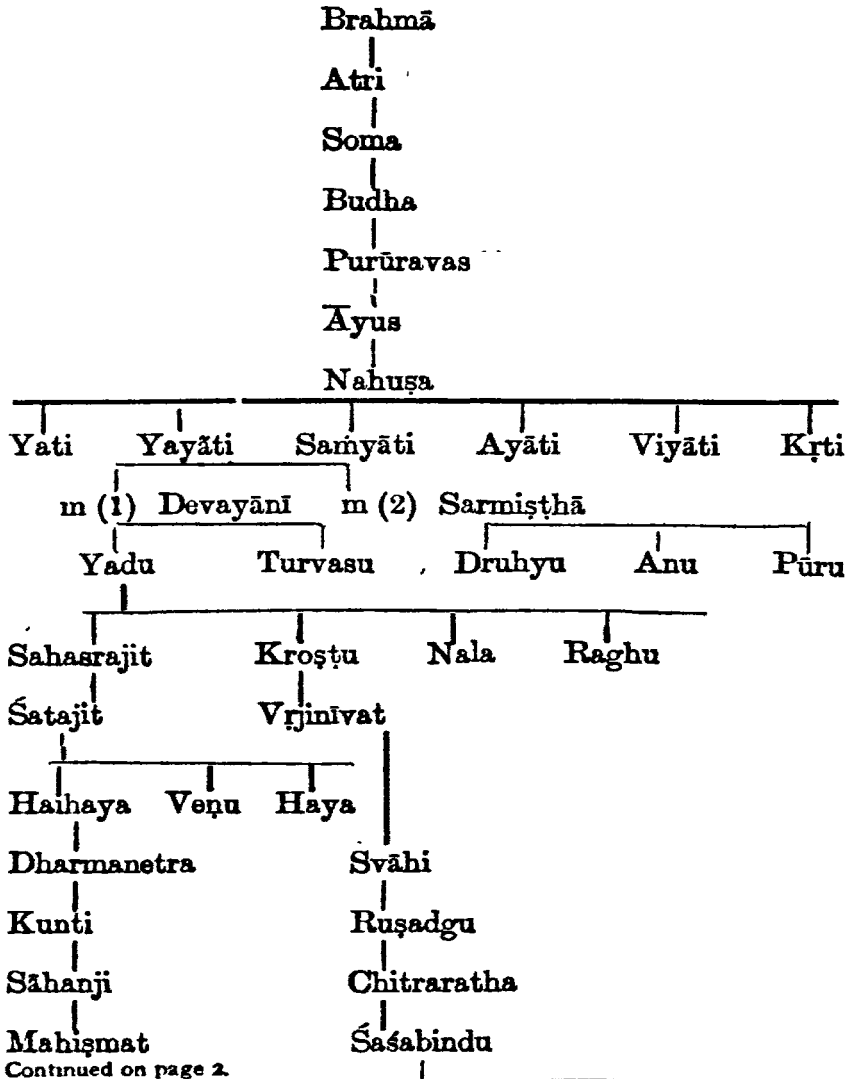 Brahmā
Atri
Soma
Budha
Purūravas
Āyus
Nahuṣa
Yati Yayāti Saṁyāti Ayāti Viyāti Kṛti
m (1) Devayānī m (2) Sarmiṣṭhā
Yadu Turvasu Druhyu Anu Pūru
Sahasrajit Kroṣṭu Nala Raghu
Śatajit Vṛjinīvat
Haihaya Veṇu Haya
Dharmanetra Svāhi
Kunti Ruṣadgu
Sāhanji Chitraratha
Mahiṣmat Śaśabindu
Continued on page 2.